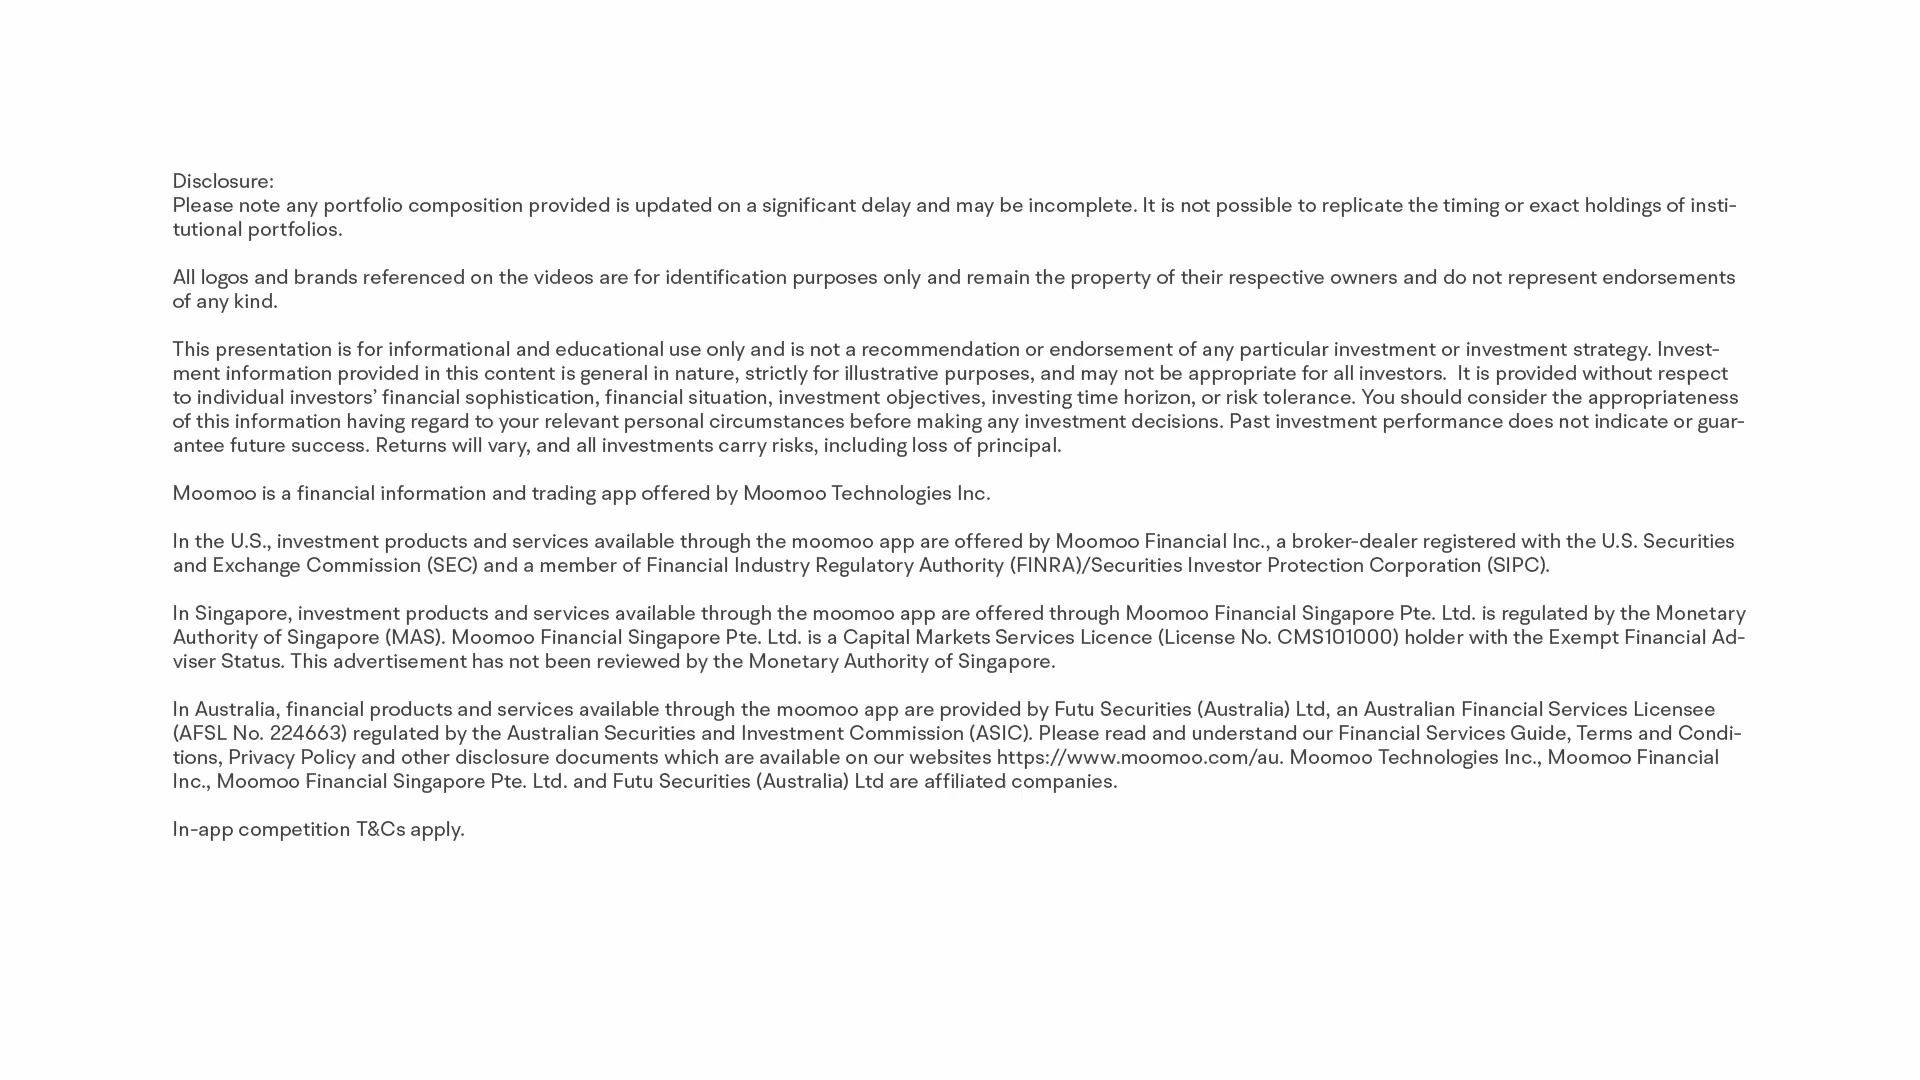 Disclosure:
Please note any portfolio composition provided is updated on a significant delay and may be incomplete. It is not possible to replicate the timing or exact holdings of insti-
tutional portfolios.
All logos and brands referenced on the videos are for identification purposes only and remain the property of their respective owners and do not represent endorsements
of any kind.
This presentation is for informational and educational use only and is not a recommendation or endorsement of any particular investment or investment strategy. Invest-
ment information provided in this content is general in nature, strictly for illustrative purposes, and may not be appropriate for all investors.  It is provided without respect
to individual investors’ financial sophistication, financial situation, investment objectives, investing time horizon, or risk tolerance. You should consider the appropriateness
of this information having regard to your relevant personal circumstances before making any investment decisions. Past investment performance does not indicate or guar-
antee future success. Returns will vary, and all investments carry risks, including loss of principal.
Moomoo is a financial information and trading app offered by Moomoo Technologies Inc.
In the U.S., investment products and services available through the moomoo app are offered by Moomoo Financial Inc., a broker-dealer registered with the U.S. Securities
and Exchange Commission (SEC) and a member of Financial Industry Regulatory Authority (FINRA)/Securities Investor Protection Corporation (SIPC).
In Singapore, investment products and services available through the moomoo app are offered through Moomoo Financial Singapore Pte. Ltd. is regulated by the Monetary
Authority of Singapore (MAS). Moomoo Financial Singapore Pte. Ltd. is a Capital Markets Services Licence (License No. CMS101000) holder with the Exempt Financial Ad-
viser Status. This advertisement has not been reviewed by the Monetary Authority of Singapore.
In Australia, financial products and services available through the moomoo app are provided by Futu Securities (Australia) Ltd, an Australian Financial Services Licensee
(AFSL No. 224663) regulated by the Australian Securities and Investment Commission (ASIC). Please read and understand our Financial Services Guide, Terms and Condi-
tions, Privacy Policy and other disclosure documents which are available on our websites https://www.moomoo.com/au. Moomoo Technologies Inc., Moomoo Financial
Inc., Moomoo Financial Singapore Pte. Ltd. and Futu Securities (Australia) Ltd are affiliated companies.
In-app competition T&Cs apply.